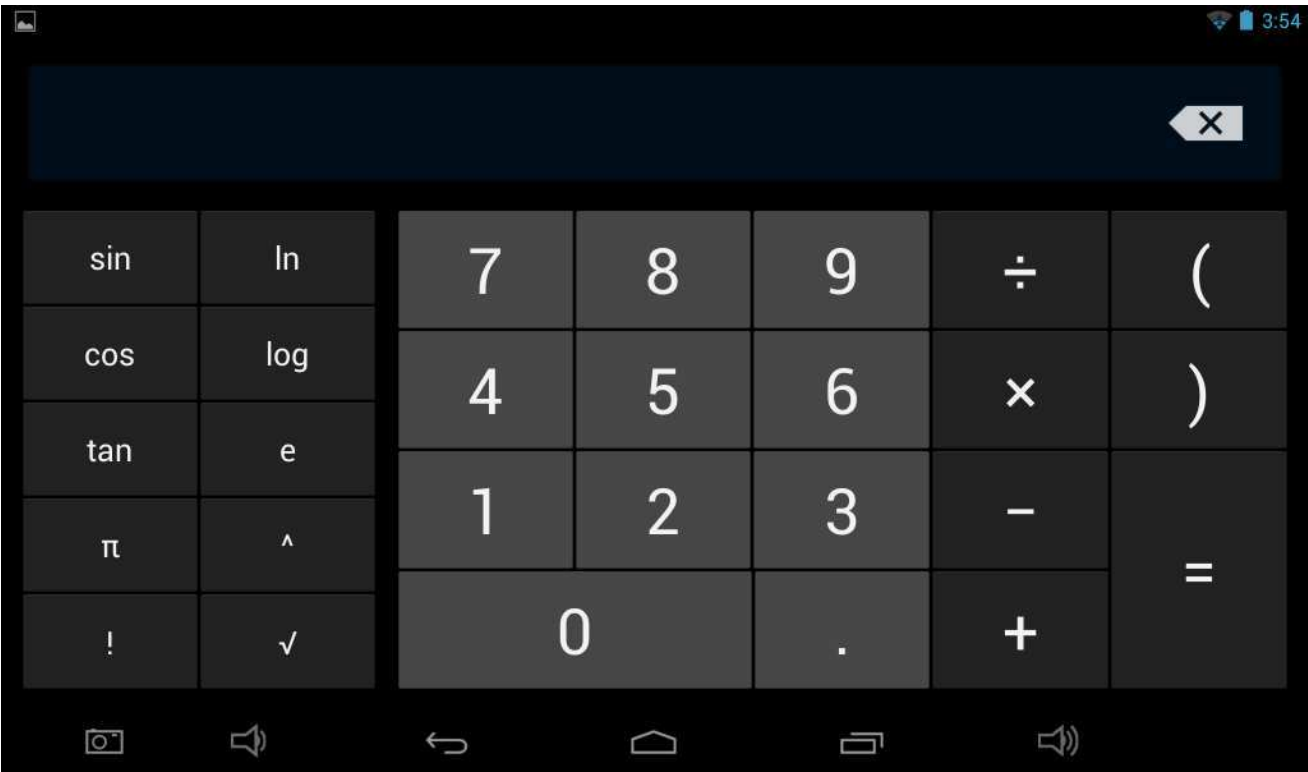 3:54
sin ln 7 8 9 ÷ (
cos log 4 5 6 × )
tan e 1 2 3 −
π ^ =
! √ 0 . +